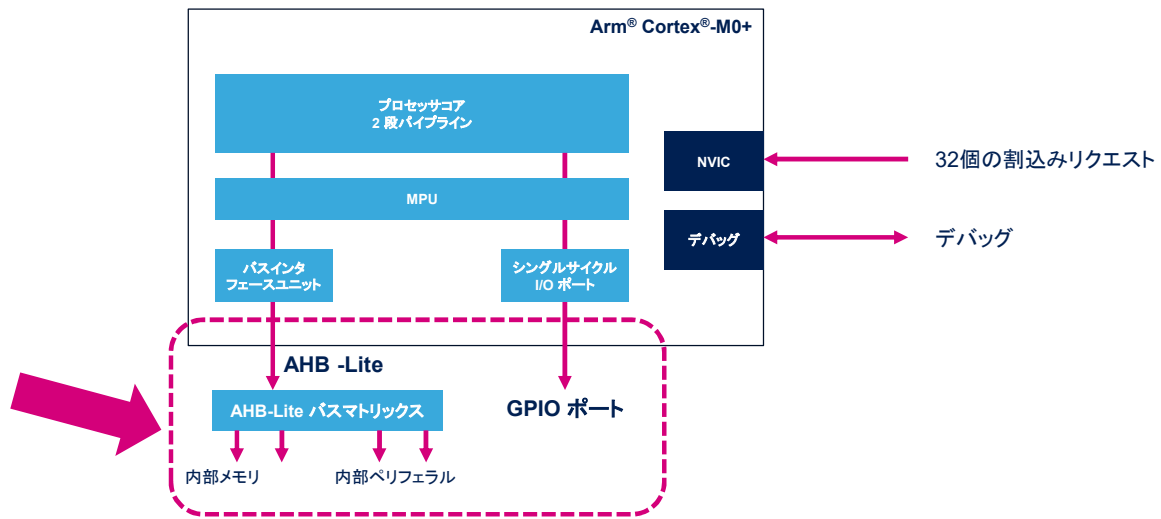 Arm® Cortex®-M0+
プロセッサコア
2 段パイプライン
NVIC
32個の割込みリクエスト
MPU
デバッグ
デバッグ
バスインタ
フェースユニット
シングルサイクル
I/O ポート
AHB -Lite
AHB-Lite バスマトリックス
GPIO ポート
内部メモリ
内部ペリフェラル